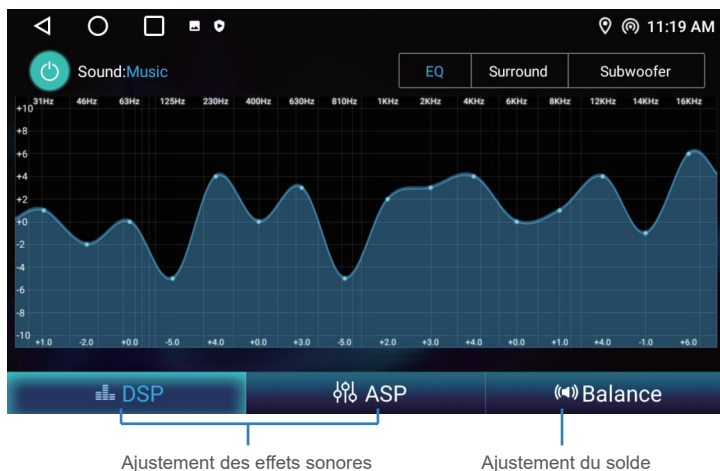 11:19 AM
Sound:Music
EQ Surround Subwoofer
31Hz 46Hz 63Hz 125Hz 230Hz 400Hz 630Hz 810Hz 1KHz 2KHz 4KHz 6KHz 8KHz 12KHz 14KHz 16KHz
+10
+8
+6
+4
+2
+0
-2
-4
-6
-8
-10
+1.0 -2.0 +0.0 -5.0 +4.0 +0.0 +3.0 -5.0 +2.0 +3.0 +4.0 +0.0 +1.0 +4.0 -1.0 +6.0
DSP ASP Balance
Ajustement des effets sonores Ajustement du solde